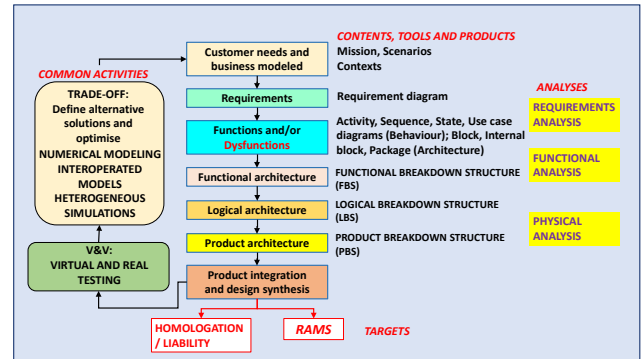 CONTENTS, TOOLS AND PRODUCTS
Customer needs and
business modeled
Mission, Scenarios
Contexts
COMMON ACTIVITIES
TRADE-OFF:
Define alternative
solutions and
optimise
NUMERICAL MODELING
INTEROPERATED
MODELS
HETEROGENEOUS
SIMULATIONS
V&V:
VIRTUAL AND REAL
TESTING
Requirements
Requirement diagram
Functions and/or
Dysfunctions
Activity, Sequence, State, Use case
diagrams (Behaviour); Block, Internal
block, Package (Architecture)
Functional architecture
FUNCTIONAL BREAKDOWN STRUCTURE
(FBS)
Logical architecture
LOGICAL BREAKDOWN STRUCTURE
(LBS)
Product architecture
PRODUCT BREAKDOWN STRUCTURE
(PBS)
Product integration
and design synthesis
HOMOLOGATION
/ LIABILITY
RAMS
TARGETS
ANALYSES
REQUIREMENTS
ANALYSIS
FUNCTIONAL
ANALYSIS
PHYSICAL
ANALYSIS